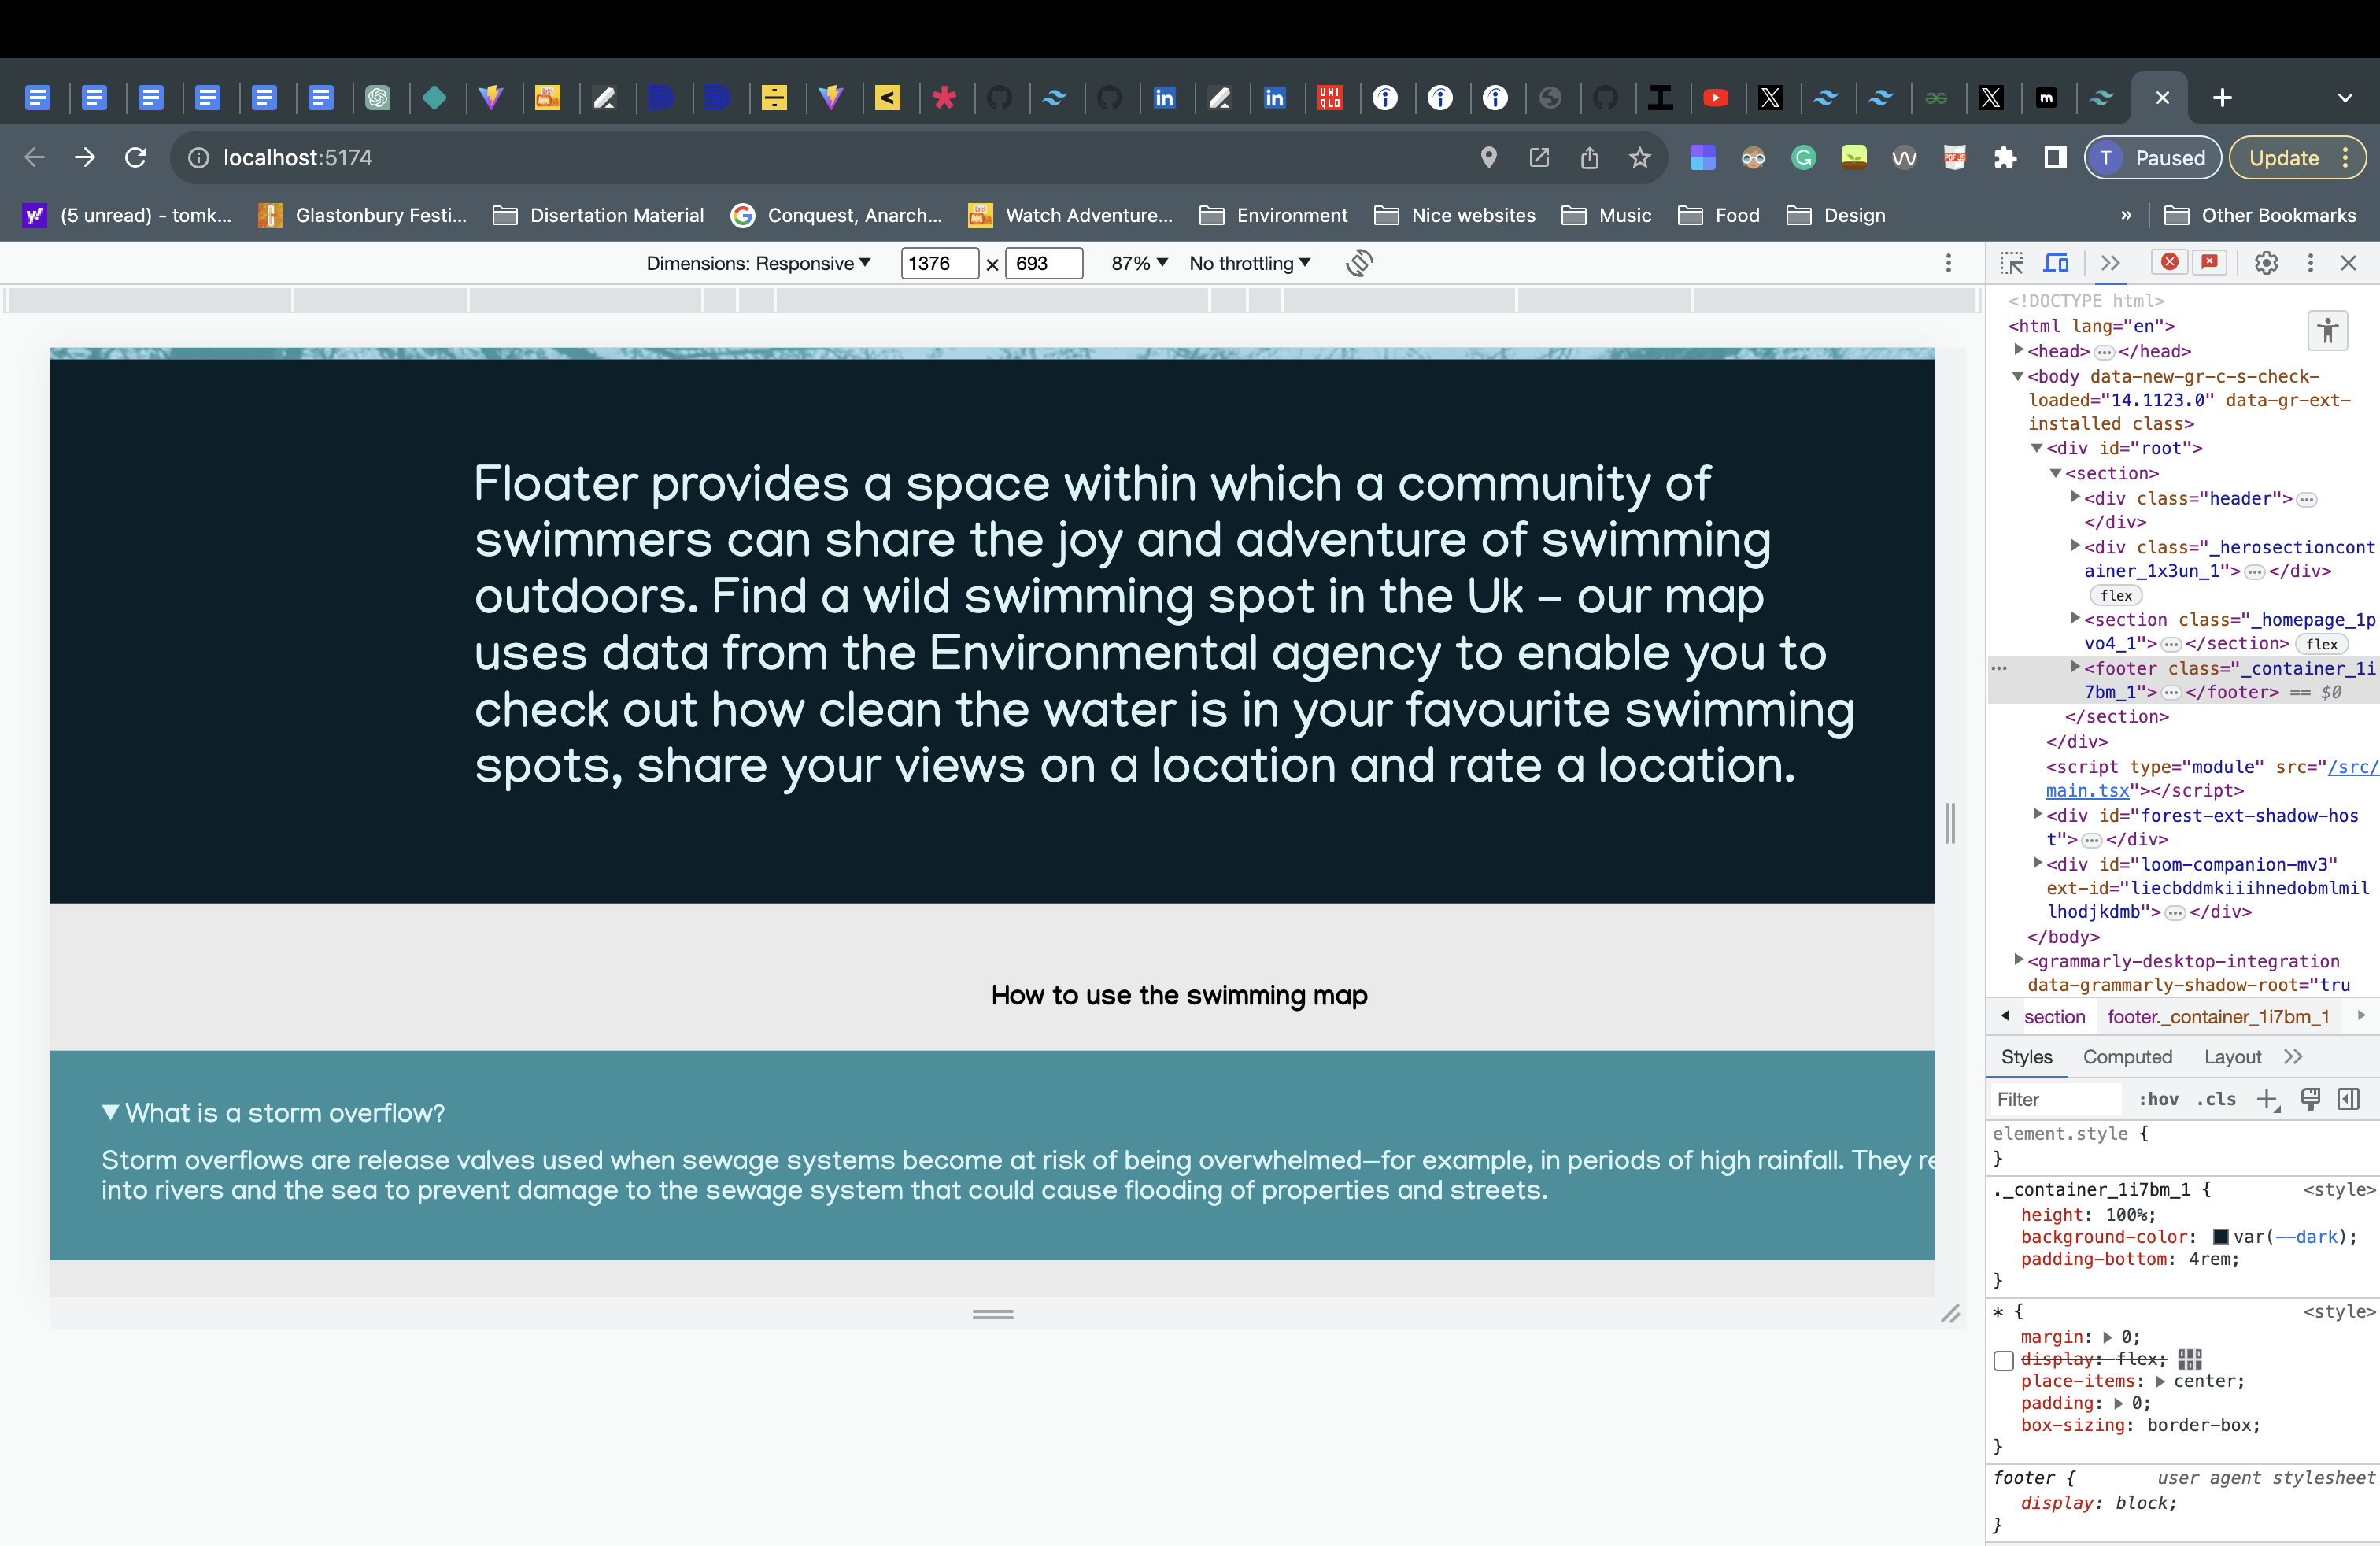 localhost:5174
T Paused
Update
(5 unread) - tomk...
Glastonbury Festi...
Disertation Material
Conquest, Anarch...
Watch Adventure...
Environment
Nice websites
Music
Food
Design
»
Other Bookmarks
Dimensions: Responsive
1376 × 693
87%
No throttling
Floater provides a space within which a community of
swimmers can share the joy and adventure of swimming
outdoors. Find a wild swimming spot in the Uk – our map
uses data from the Environmental agency to enable you to
check out how clean the water is in your favourite swimming
spots, share your views on a location and rate a location.
How to use the swimming map
What is a storm overflow?
Storm overflows are release valves used when sewage systems become at risk of being overwhelmed—for example, in periods of high rainfall. They re
into rivers and the sea to prevent damage to the sewage system that could cause flooding of properties and streets.
<!DOCTYPE html>
<html lang="en">
<head> ... </head>
<body data-new-gr-c-s-check-
loaded="14.1123.0" data-gr-ext-
installed class>
<div id="root">
<section>
<div class="header"> ...
</div>
<div class="_herosectioncont
ainer_1x3un_1"> ... </div>
flex
<section class="_homepage_1p
vo4_1"> ... </section> flex
<footer class="_container_1i
7bm_1"> ... </footer> == $0
</section>
</div>
<script type="module" src="/src/
main.tsx"></script>
<div id="forest-ext-shadow-hos
t"> ... </div>
<div id="loom-companion-mv3"
ext-id="liecbddmkiiihnedobmlmil
lhodjkdmb"> ... </div>
</body>
<grammarly-desktop-integration
data-grammarly-shadow-root="tru
section footer._container_1i7bm_1
Styles Computed Layout
Filter :hov .cls
element.style {
}
._container_1i7bm_1 { <style>
height: 100%;
background-color: var(--dark);
padding-bottom: 4rem;
}
* { <style>
margin: 0;
display: flex;
place-items: center;
padding: 0;
box-sizing: border-box;
}
footer { user agent stylesheet
display: block;
}